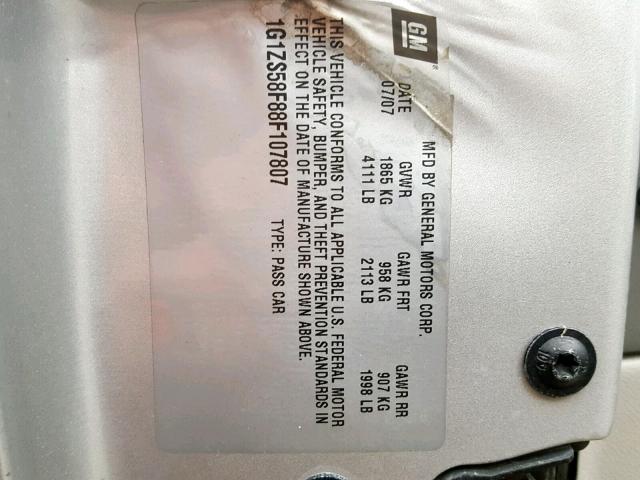 GM
MFD BY GENERAL MOTORS CORP.
DATE GVWR GAWR FRT GAWR RR
07/07 1865 KG 958 KG 907 KG
4111 LB 2113 LB 1998 LB
THIS VEHICLE CONFORMS TO ALL APPLICABLE U.S. FEDERAL MOTOR
VEHICLE SAFETY, BUMPER, AND THEFT PREVENTION STANDARDS IN
EFFECT ON THE DATE OF MANUFACTURE SHOWN ABOVE.
1G1ZS58F88F107807 TYPE: PASS CAR